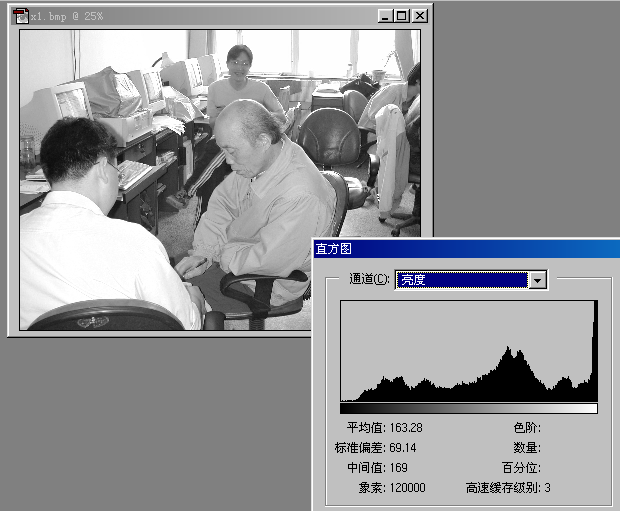 x1.bmp @ 25%
直方图
通道(C): 亮度
平均值: 163.28 色阶:
标准偏差: 69.14 数量:
中间值: 169 百分位:
象素: 120000 高速缓存级别: 3